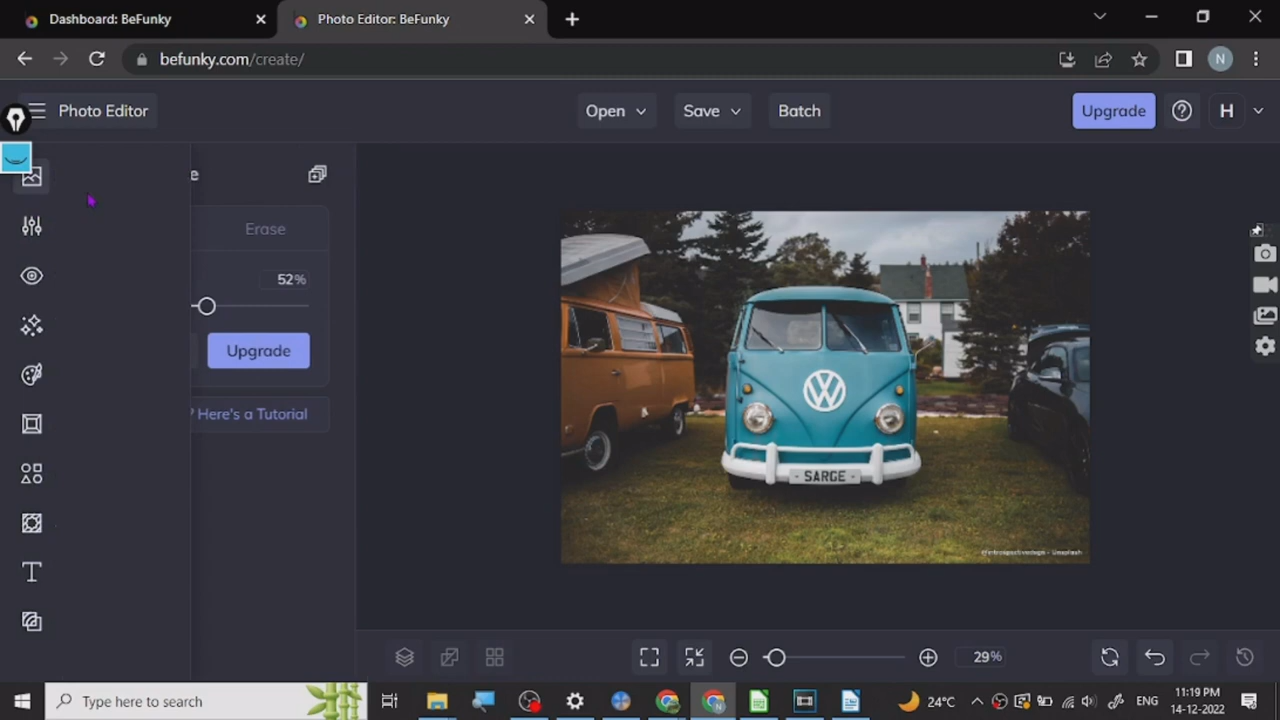 Dashboard: BeFunky
Photo Editor: BeFunky
befunky.com/create/
N
Photo Editor
Open
Save
Batch
Upgrade
H
e
Erase
52%
Upgrade
? Here's a Tutorial
SARGE
Unsplash
29%
Type here to search
24°C
ENG
11:19 PM
14-12-2022